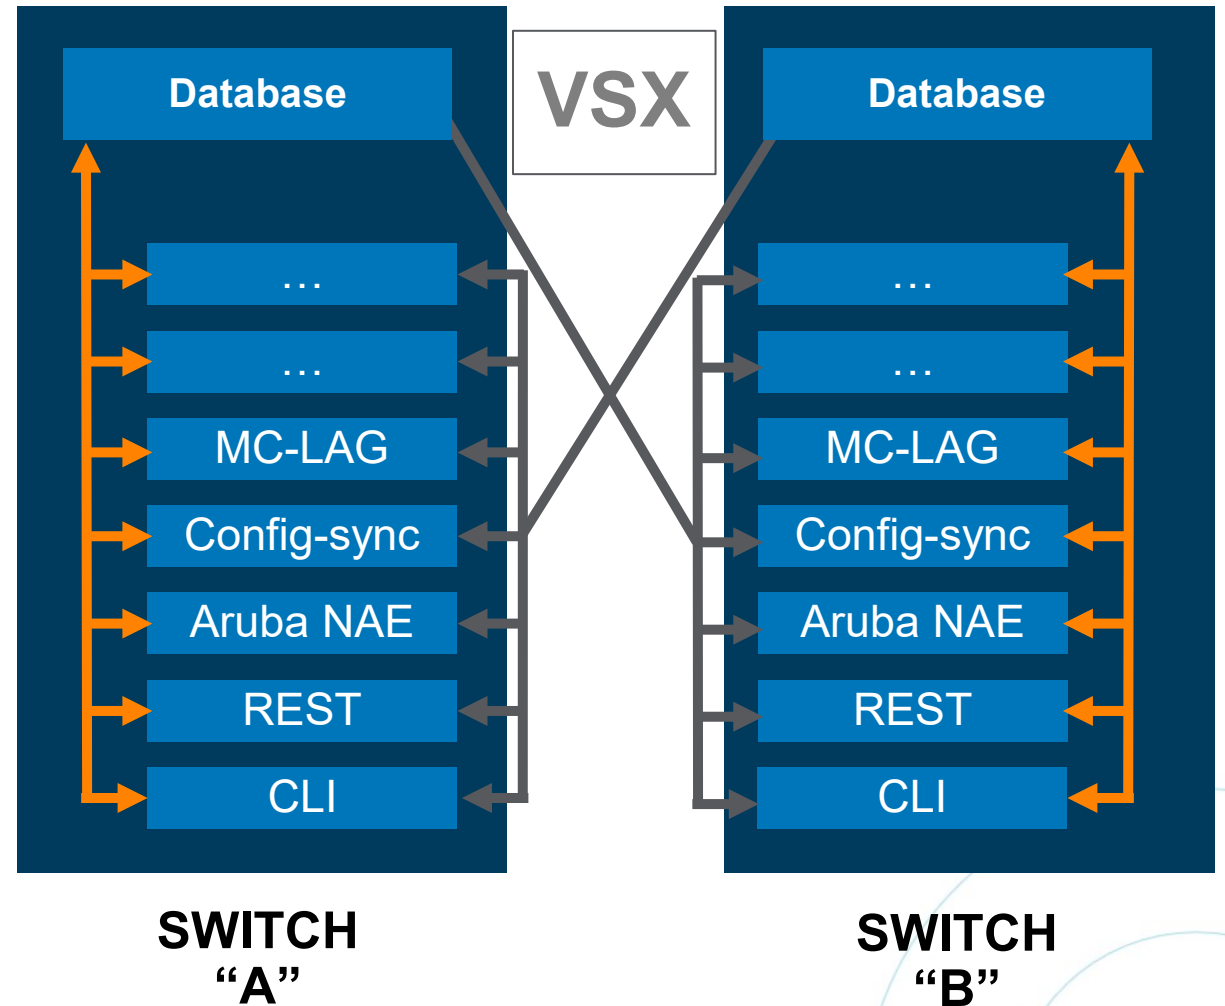 Database
VSX
Database
…
…
MC-LAG
Config-sync
Aruba NAE
REST
CLI
…
…
MC-LAG
Config-sync
Aruba NAE
REST
CLI
SWITCH
“A”
SWITCH
“B”